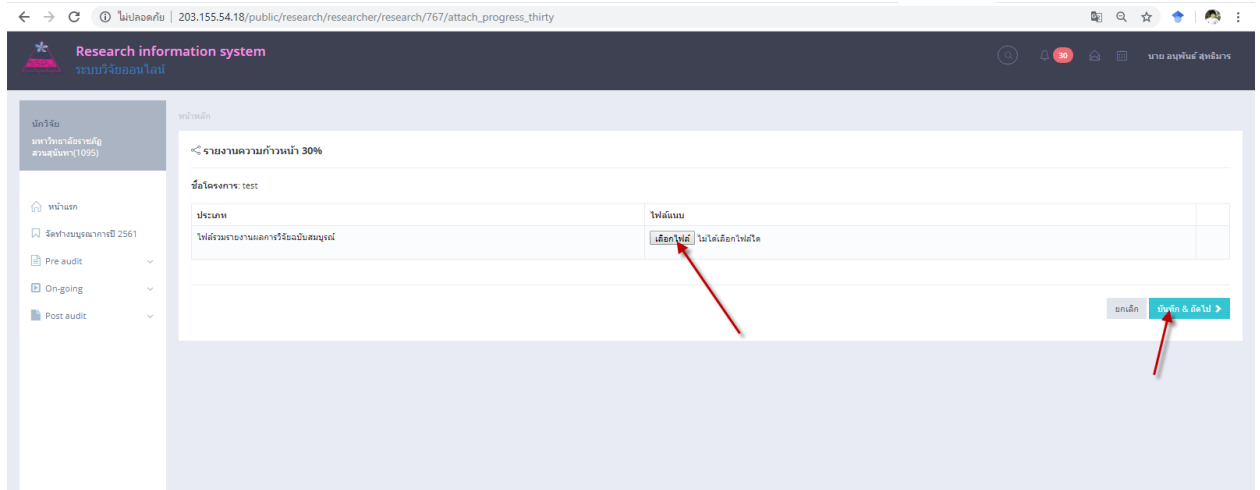 ไม่ปลอดภัย 203.155.54.18/public/research/researcher/research/767/attach_progress_thirty
Research information system
ระบบวิจัยออนไลน์
30
นาย อนุพันธ์ สุทธิมาร
นักวิจัย
มหาวิทยาลัยราชภัฏ
สวนสุนันทา(1095)
หน้าแรก
จัดทำงบบูรณาการปี 2561
Pre audit
On-going
Post audit
หน้าหลัก
รายงานความก้าวหน้า 30%
ชื่อโครงการ: test
ประเภท ไฟล์แนบ
ไฟล์รวมรายงานผลการวิจัยฉบับสมบูรณ์ เลือกไฟล์ ไม่ได้เลือกไฟล์ใด
ยกเลิก บันทึก & ถัดไป